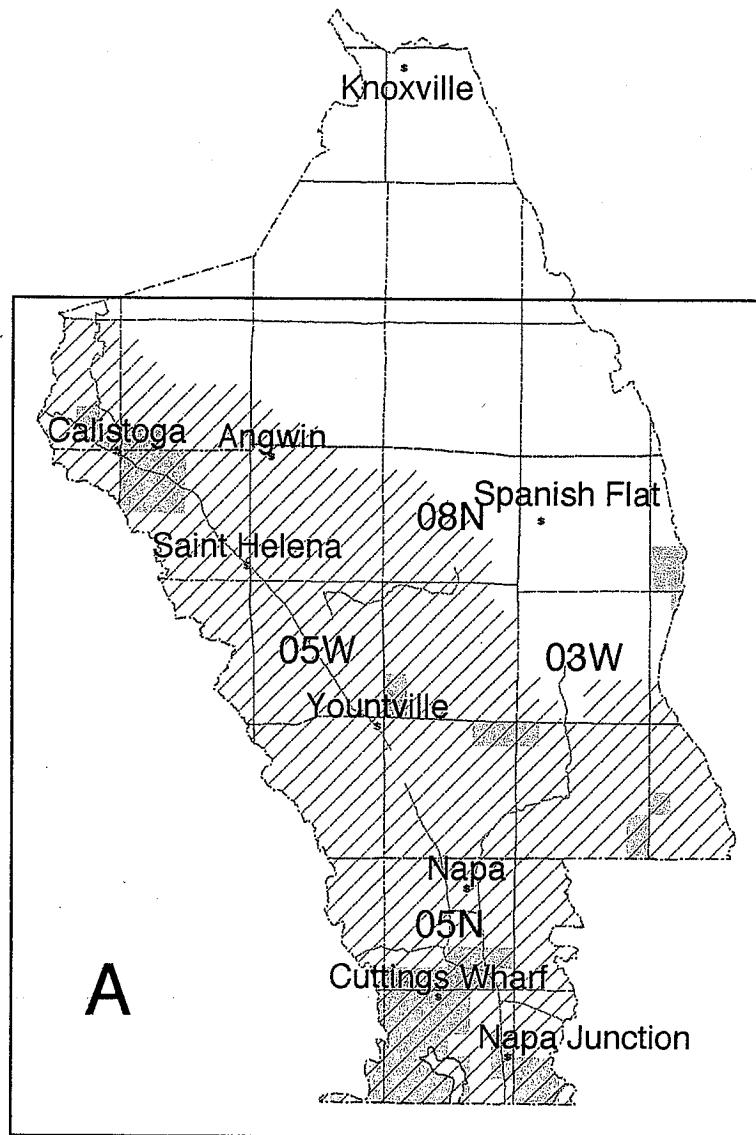 Knoxville
Calistoga
Angwin
Spanish Flat
08N
Saint Helena
05W
03W
Yountville
Napa
05N
Cuttings Wharf
A
Napa Junction